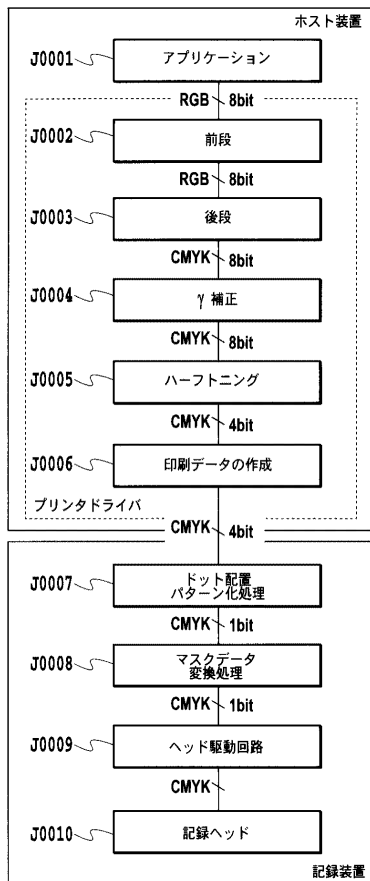 ホスト装置
J0001
アプリケーション
RGB 8bit
J0002
前段
RGB 8bit
J0003
後段
CMYK 8bit
J0004
γ 補正
CMYK 8bit
J0005
ハーフトニング
CMYK 4bit
J0006
印刷データの作成
プリンタドライバ
CMYK 4bit
J0007
ドット配置
パターン化処理
CMYK 1bit
J0008
マスクデータ
変換処理
CMYK 1bit
J0009
ヘッド駆動回路
CMYK
J0010
記録ヘッド
記録装置